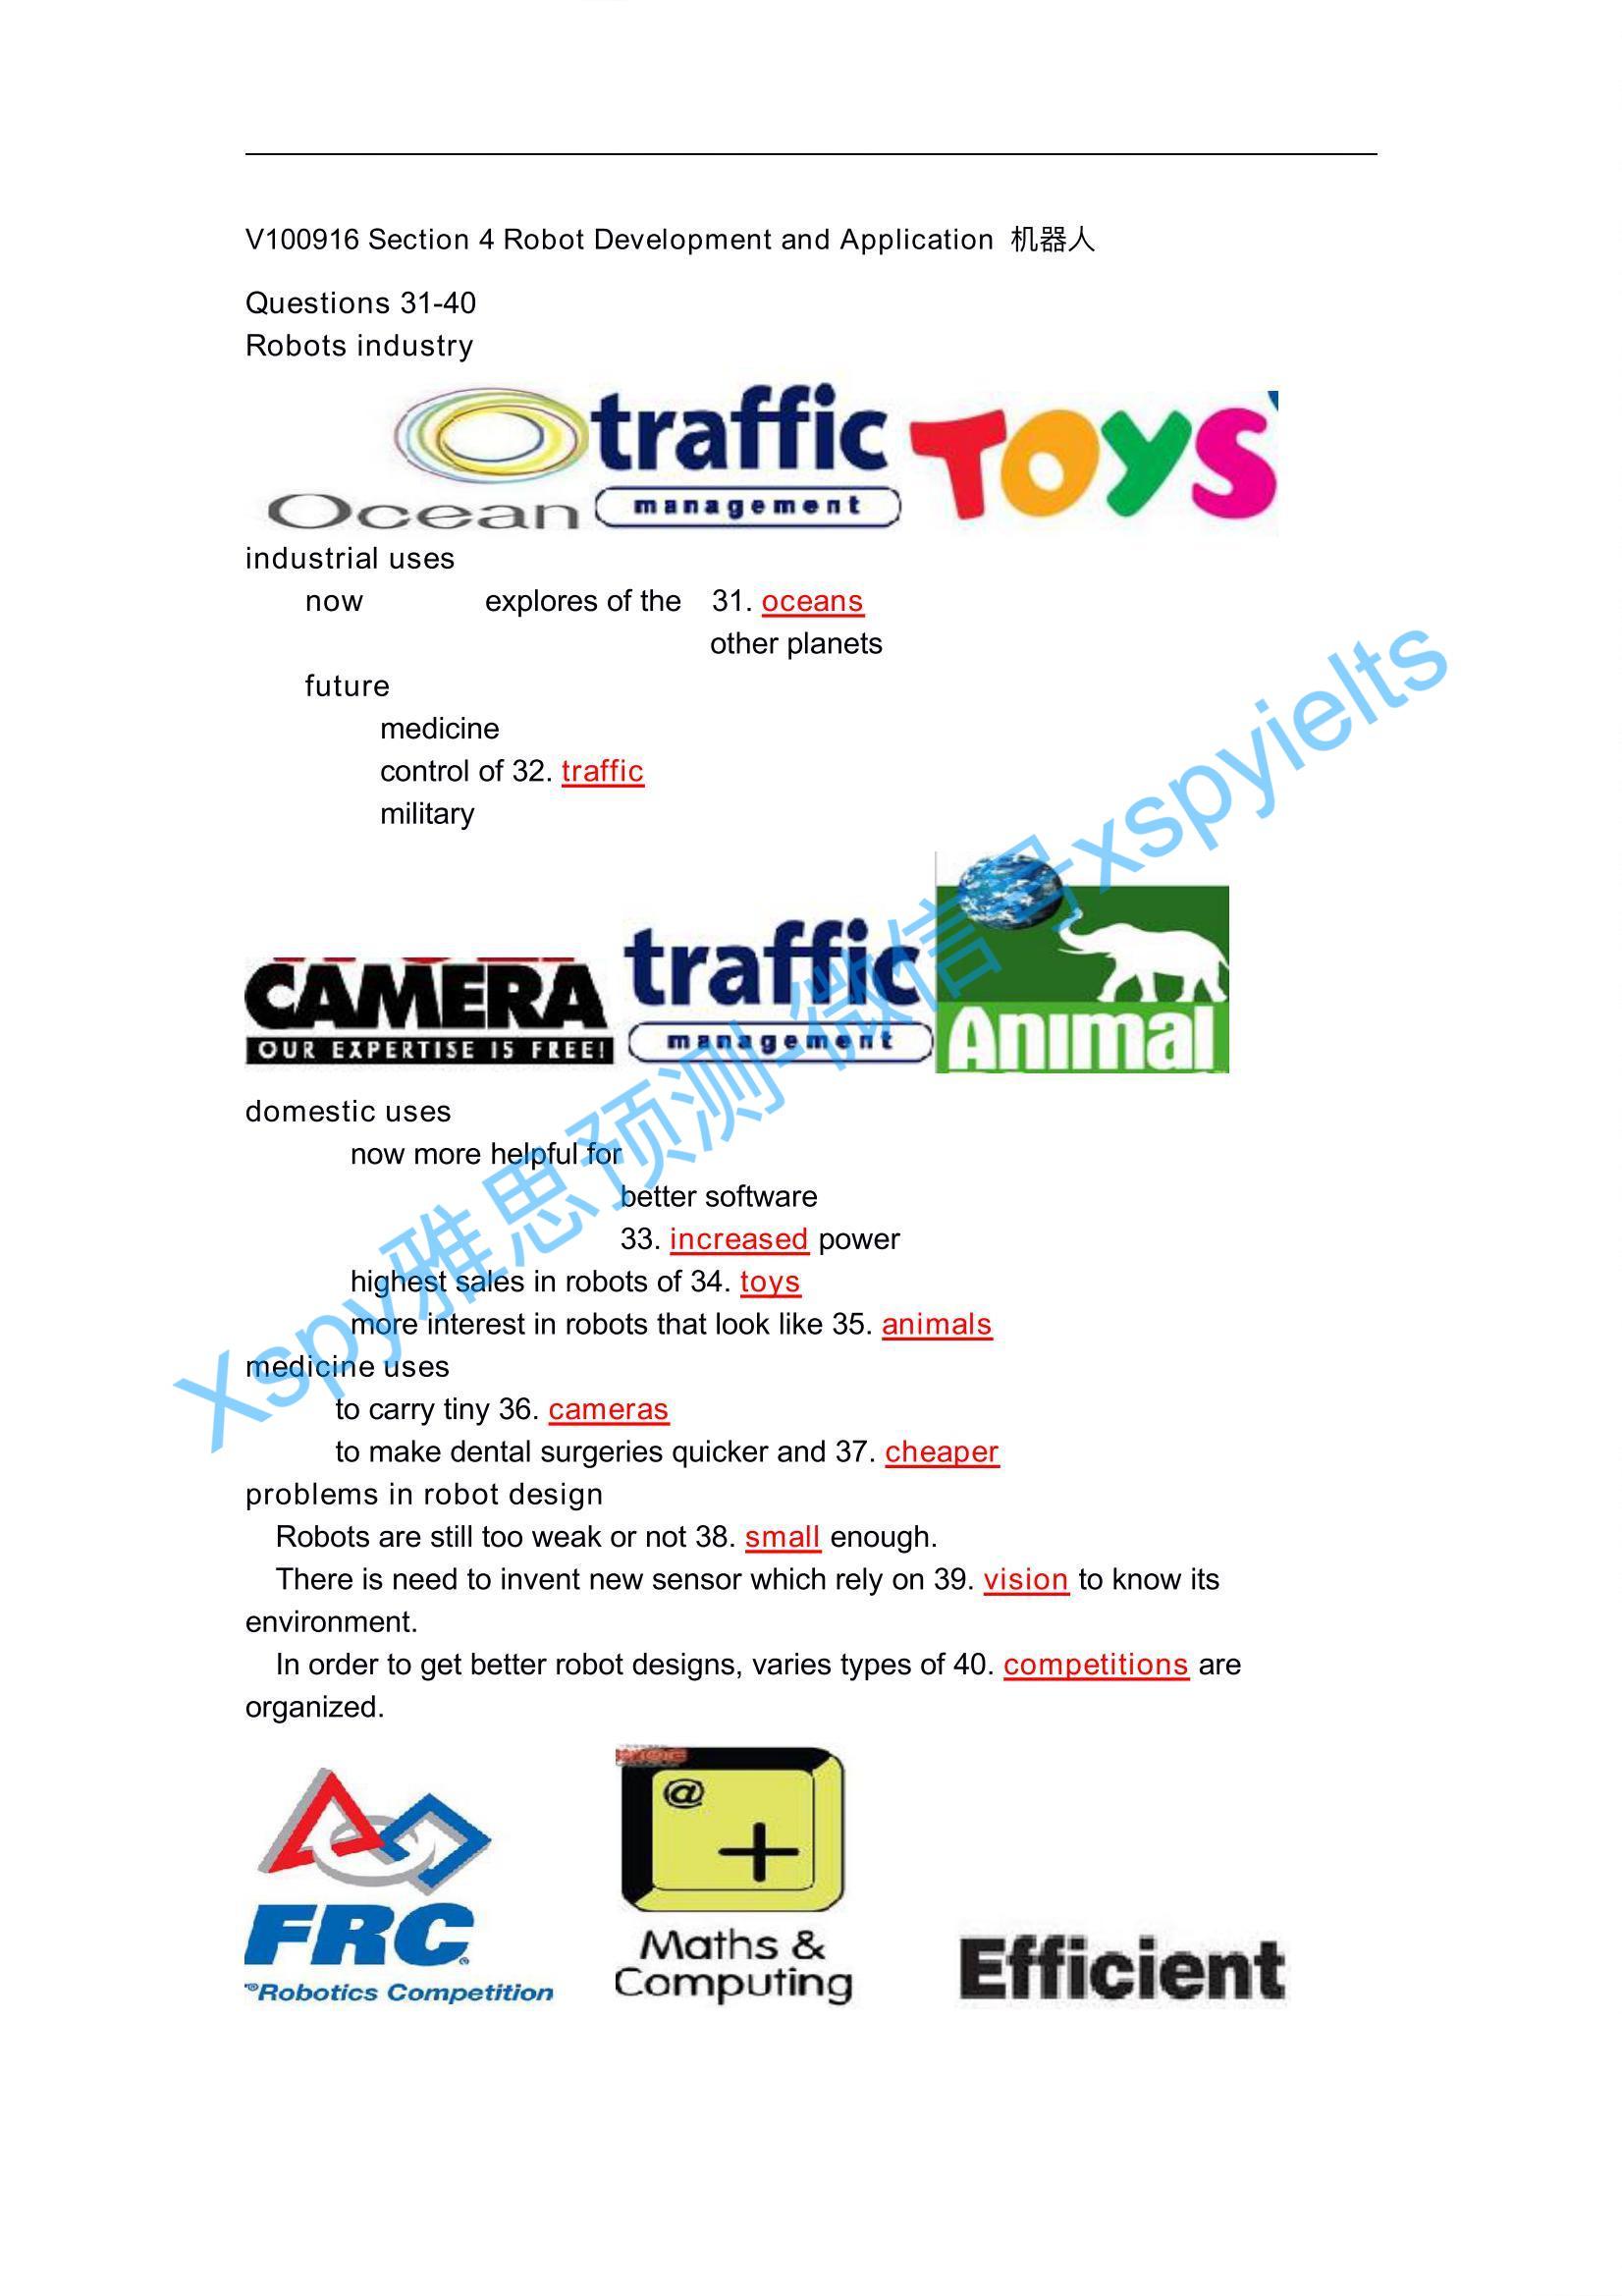 V100916 Section 4 Robot Development and Application 机器人
Questions 31-40
Robots industry
Ocean
traffic
management
TOYS
industrial uses
now explores of the 31. oceans
other planets
future
medicine
control of 32. traffic
military
CAMERA
OUR EXPERTISE IS FREE!
traffic
management
Animal
domestic uses
now more helpful for
better software
33. increased power
highest sales in robots of 34. toys
more interest in robots that look like 35. animals
medicine uses
to carry tiny 36. cameras
to make dental surgeries quicker and 37. cheaper
problems in robot design
Robots are still too weak or not 38. small enough.
There is need to invent new sensor which rely on 39. vision to know its
environment.
In order to get better robot designs, varies types of 40. competitions are
organized.
FRC
Robotics Competition
@
+
Maths &
Computing
Efficient
Xspy雅思预测-微信号xspyielts